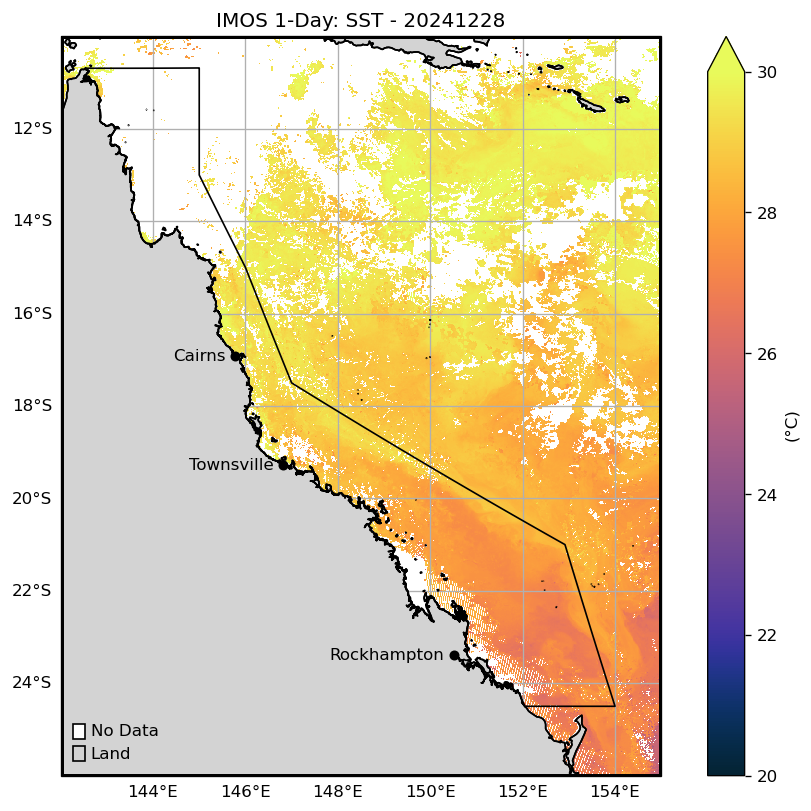 IMOS 1-Day: SST - 20241228
12°S
14°S
16°S
18°S
20°S
22°S
24°S
Cairns
Townsville
Rockhampton
No Data
Land
144°E 146°E 148°E 150°E 152°E 154°E
30
28
26
24
22
20
(°C)